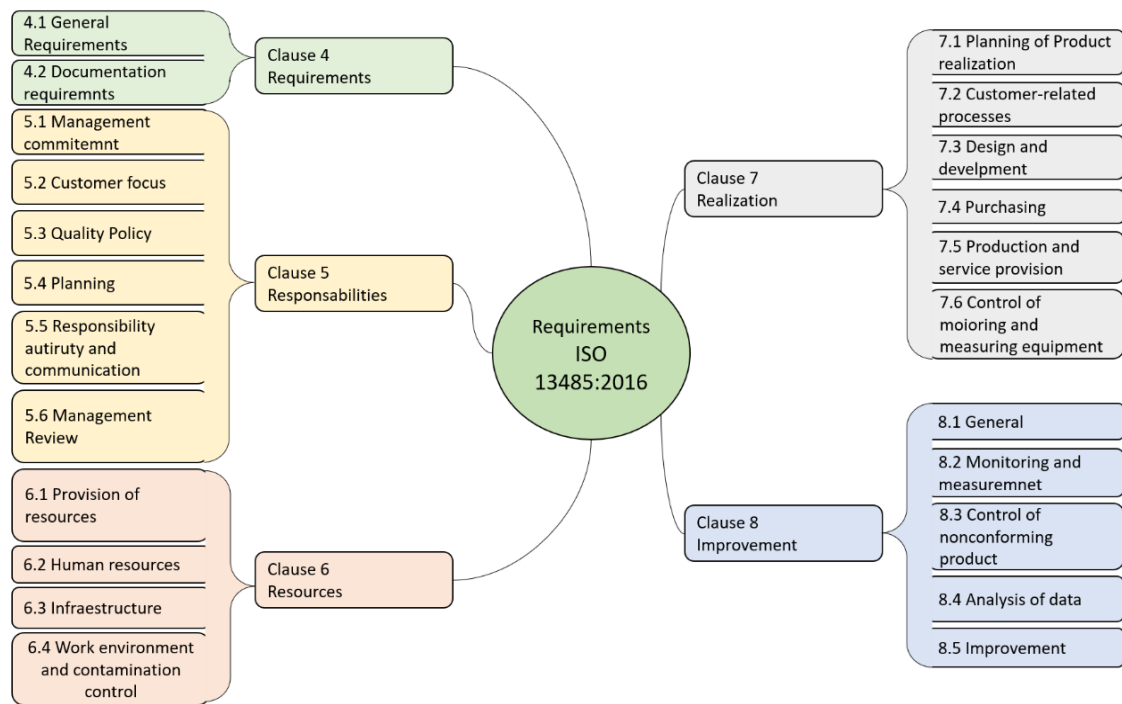 4.1 General
Requirements
4.2 Documentation
requiremnts
Clause 4
Requirements
5.1 Management
commitemnt
5.2 Customer focus
5.3 Quality Policy
5.4 Planning
5.5 Responsibility
autiruty and
communication
5.6 Management
Review
Clause 5
Responsabilities
6.1 Provision of
resources
6.2 Human resources
6.3 Infraestructure
6.4 Work environment
and contamination
control
Clause 6
Resources
Requirements
ISO
13485:2016
Clause 7
Realization
7.1 Planning of Product
realization
7.2 Customer-related
processes
7.3 Design and
develpment
7.4 Purchasing
7.5 Production and
service provision
7.6 Control of
moioring and
measuring equipment
Clause 8
Improvement
8.1 General
8.2 Monitoring and
measuremnet
8.3 Control of
nonconforming
product
8.4 Analysis of data
8.5 Improvement